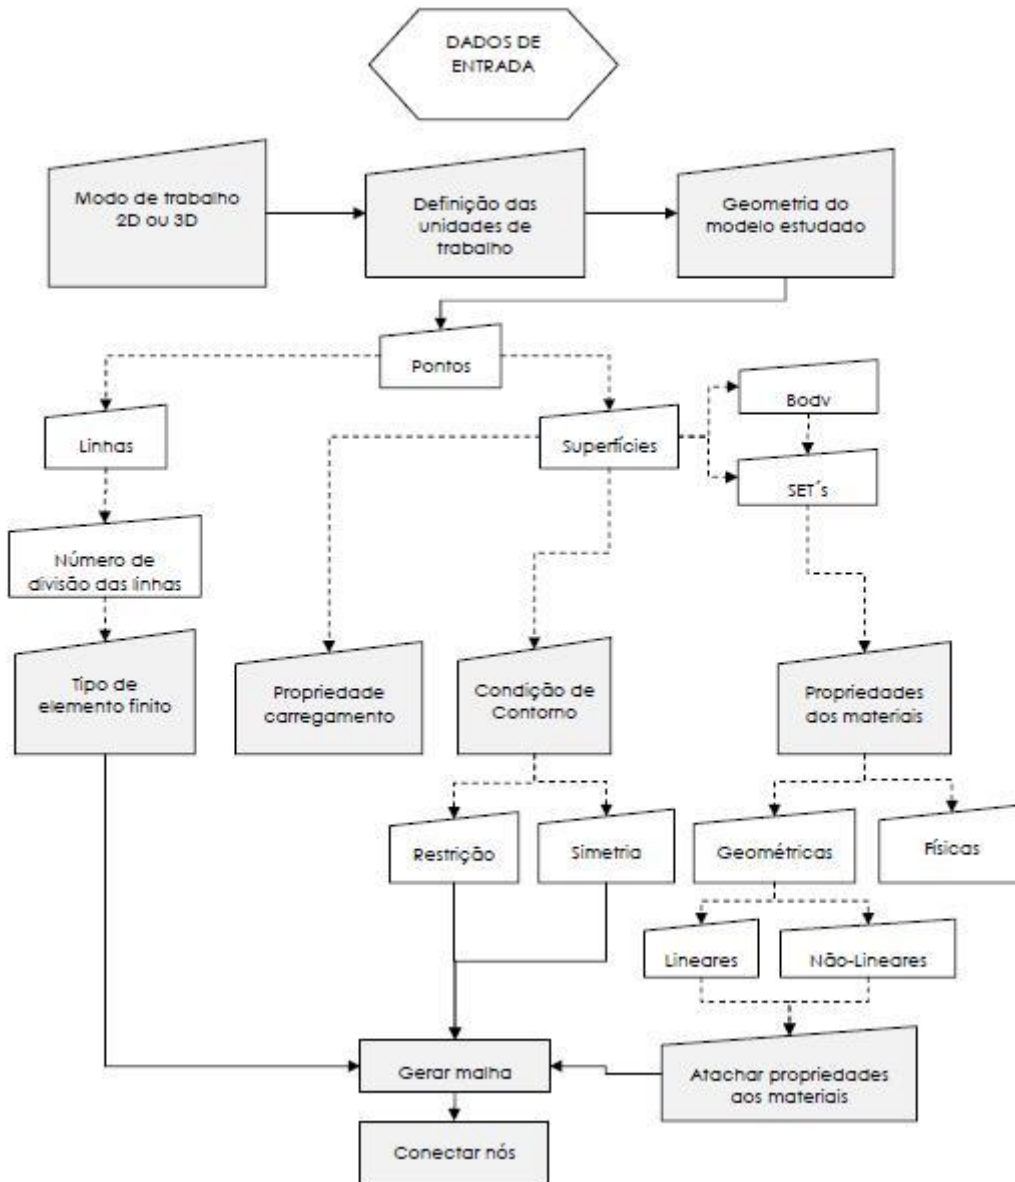 DADOS DE
ENTRADA
Modo de trabalho
2D ou 3D
Definição das
unidades de
trabalho
Geometria do
modelo estudado
Pontos
Linhas
Superfícies
Bodv
SET´s
Número de
divisão das linhas
Tipo de
elemento finito
Propriedade
carregamento
Condição de
Contorno
Propriedades
dos materiais
Restrição
Simetria
Geométricas
Físicas
Lineares
Não-Lineares
Gerar malha
Atachar propriedades
aos materiais
Conectar nós